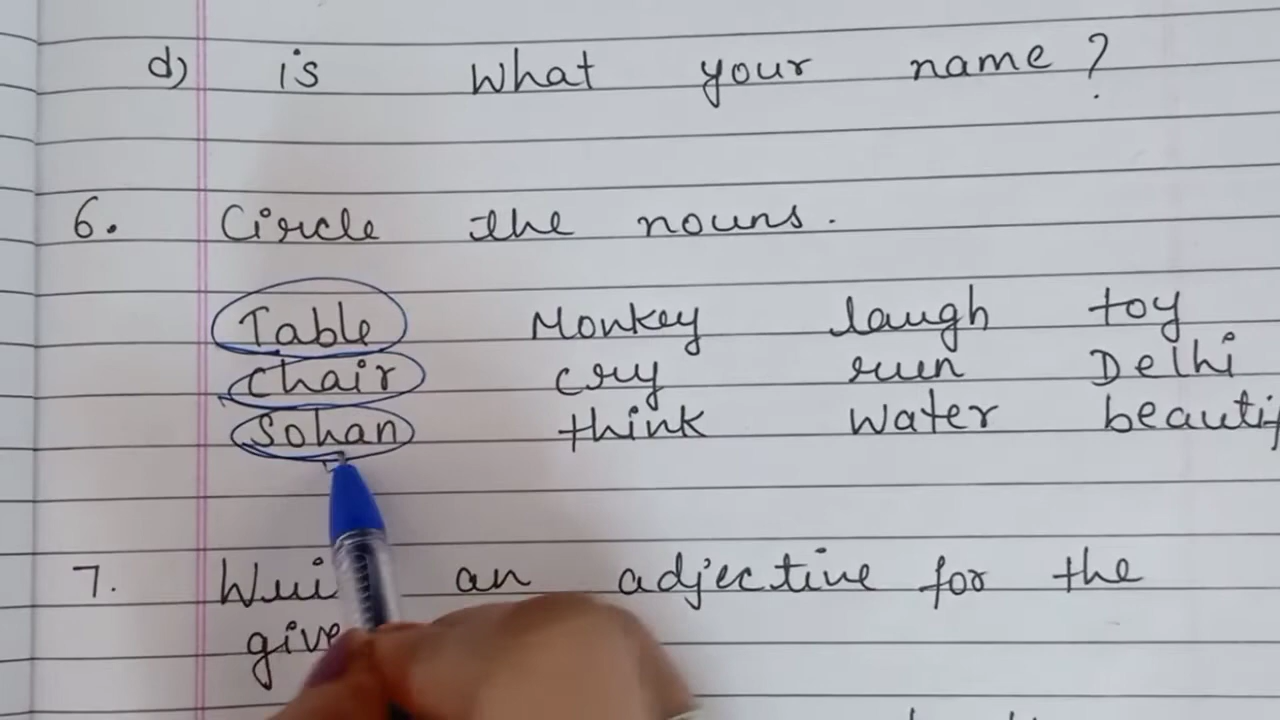 d) is What your name ?
6. Circle the nouns.
Table Monkey laugh toy
chair cry run Delhi
Sohan think water
7. an adjective for the